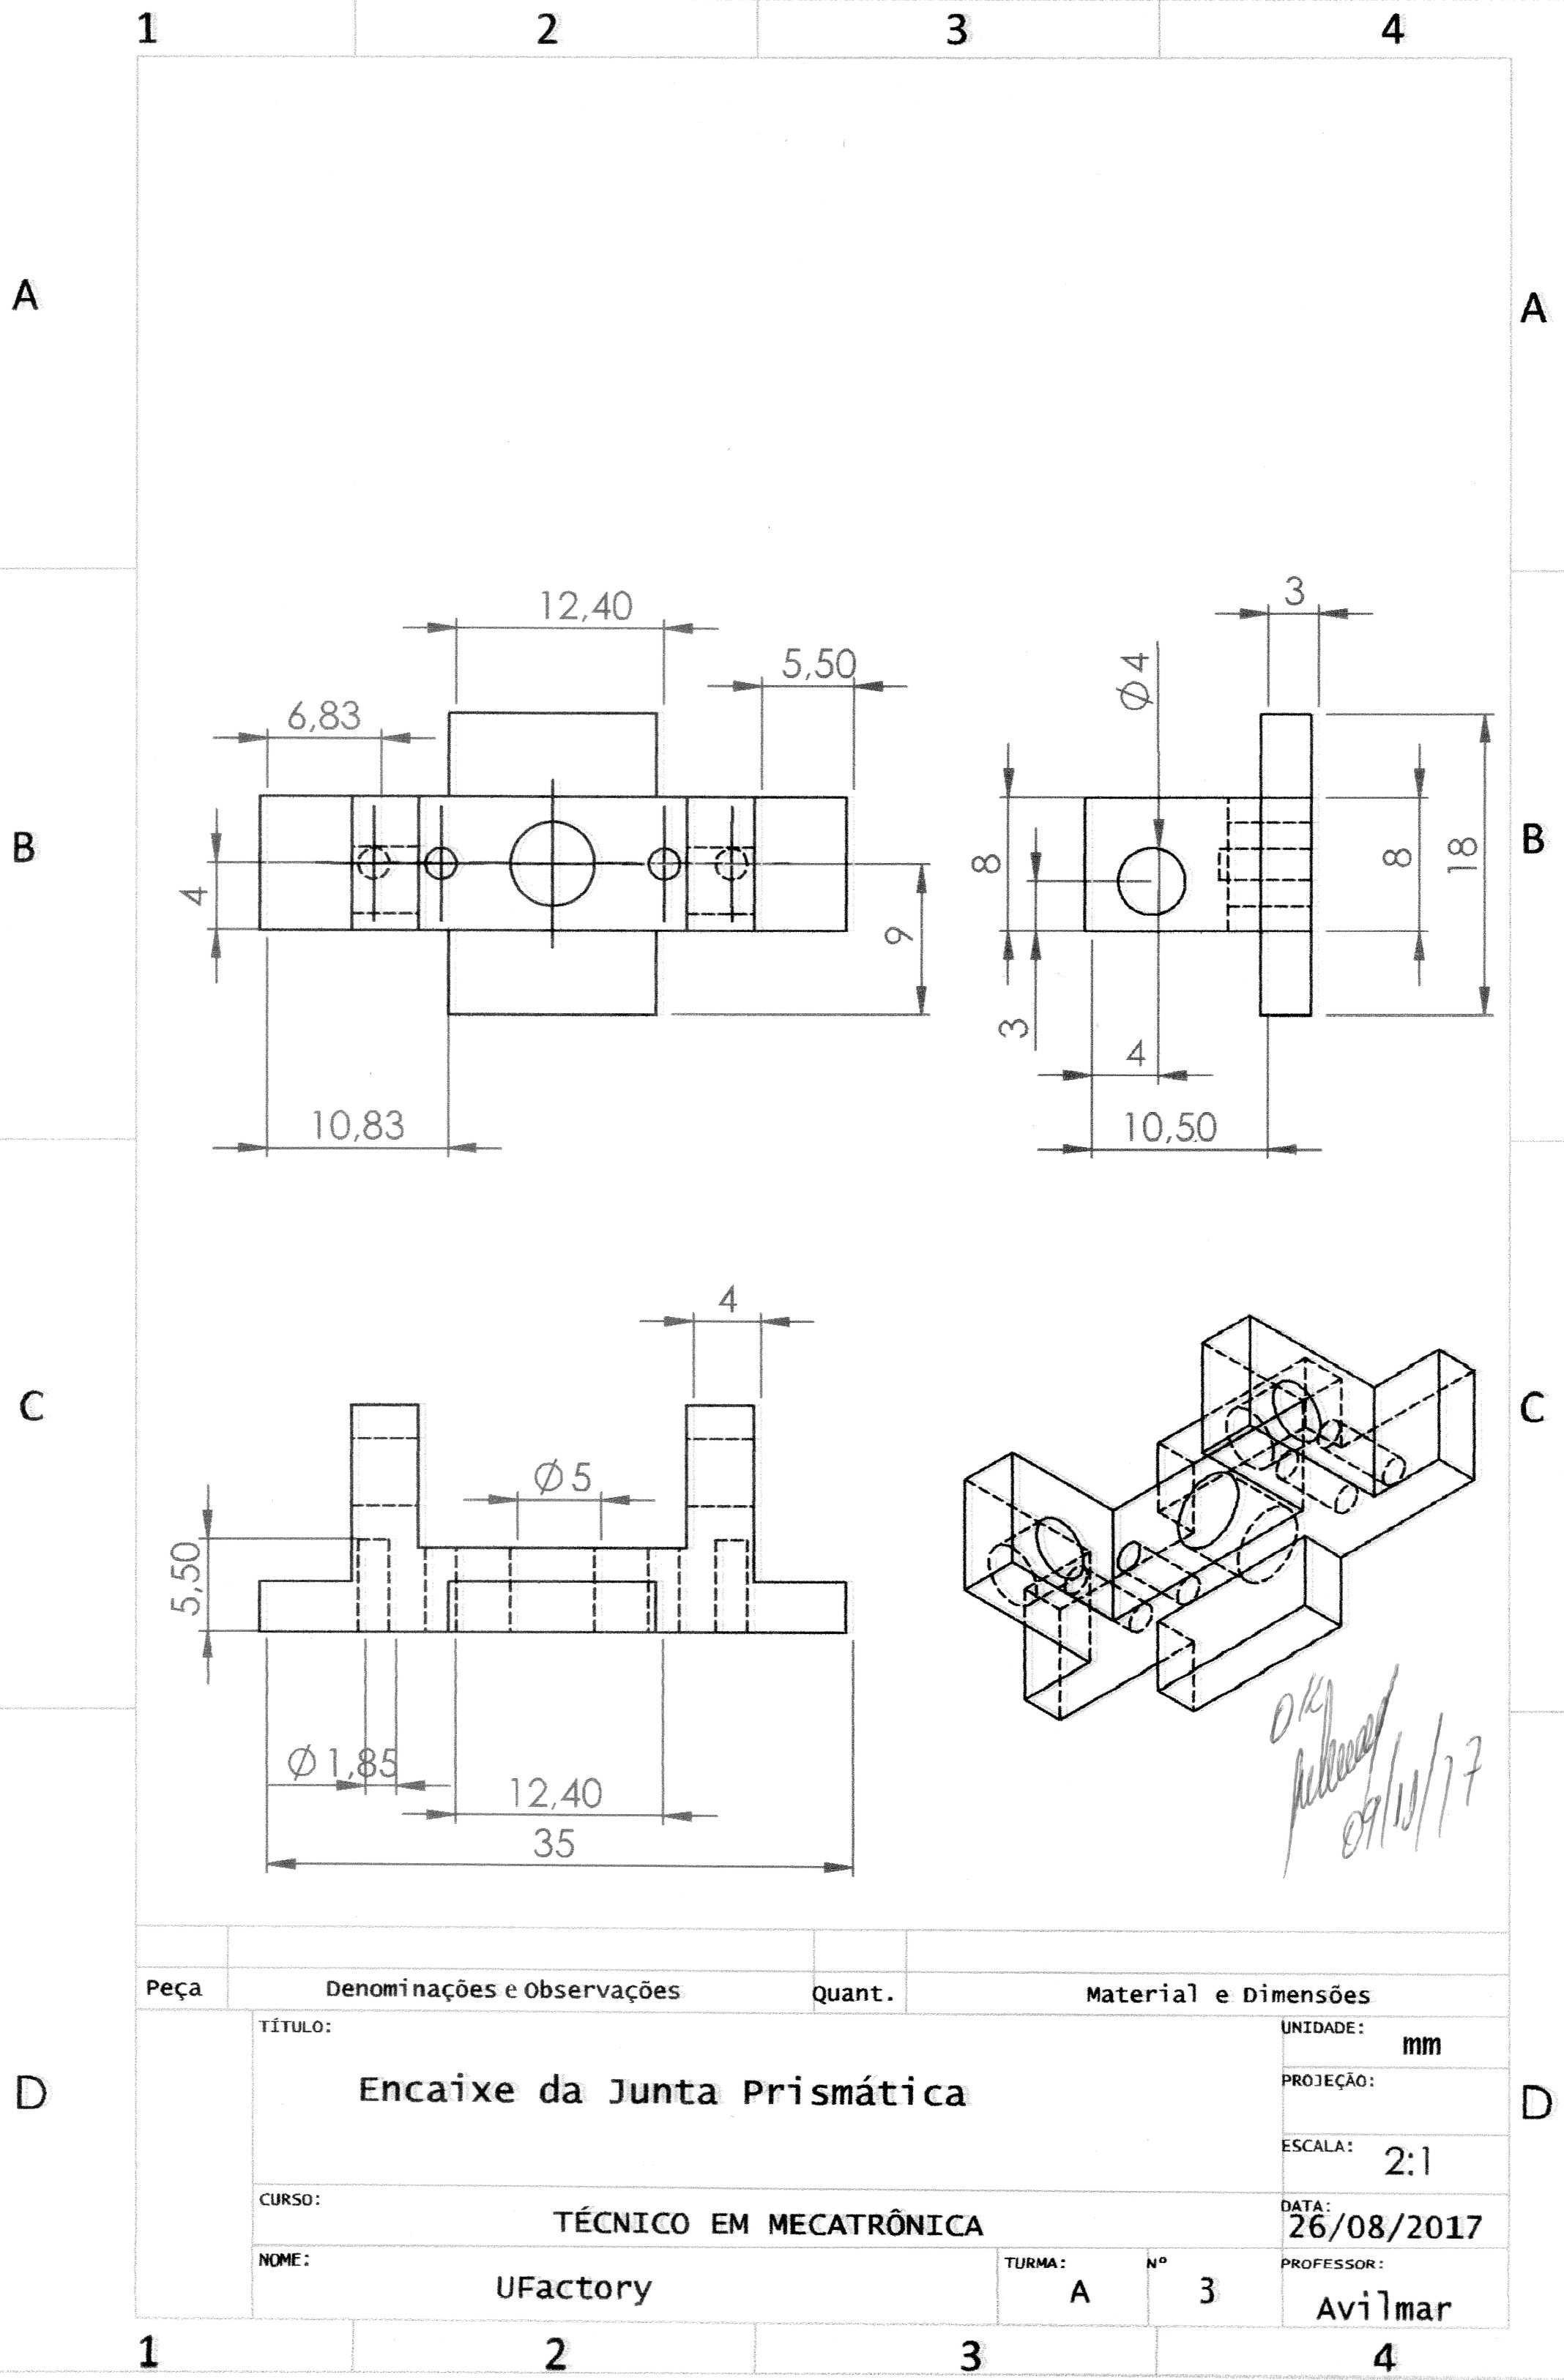 1 2 3 4
A A
12,40
3
5,50
Ø4
6,83
B B
4
9
8
3
8
18
4
10,83
10,50
4
C C
Ø5
5,50
Ø1,85
12,40
35
OK
09/10/17
Peça Denominações e Observações Quant. Material e Dimensões
TÍTULO:
Encaixe da Junta Prismática
UNIDADE:
mm
PROJEÇÃO:
ESCALA:
2:1
D D
CURSO:
TÉCNICO EM MECATRÔNICA
DATA:
26/08/2017
NOME:
UFactory
TURMA:
A
Nº
3
PROFESSOR:
Avilmar
1 2 3 4